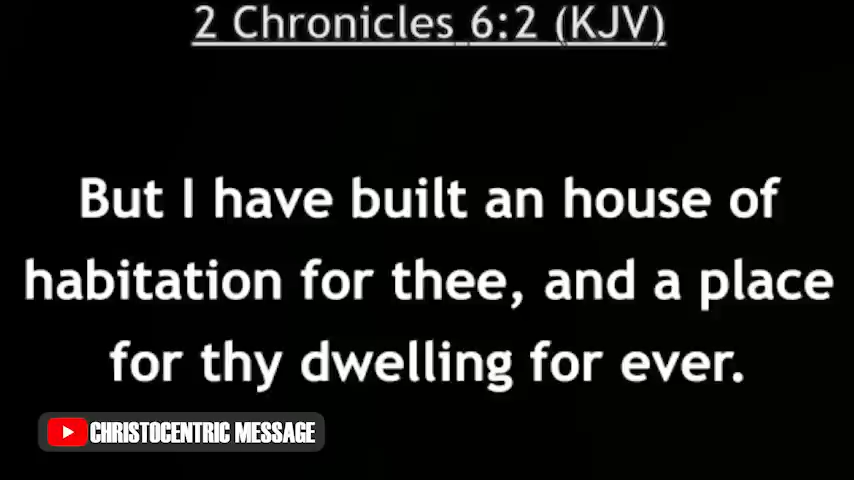 2 Chronicles 6:2 (KJV)
But I have built an house of
habitation for thee, and a place
for thy dwelling for ever.
CHRISTOCENTRIC MESSAGE